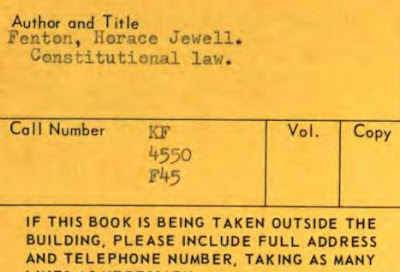 Author and Title
Fenton, Horace Jewell.
Constitutional law.
Call Number KF Vol. Copy
4550
F45
IF THIS BOOK IS BEING TAKEN OUTSIDE THE
BUILDING, PLEASE INCLUDE FULL ADDRESS
AND TELEPHONE NUMBER, TAKING AS MANY